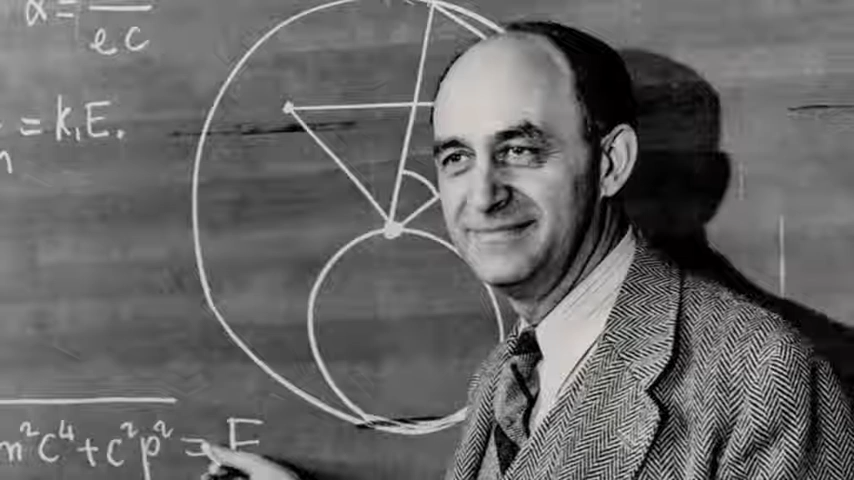 α = ec
= k₁E.
m²c⁴ + c²p² = E